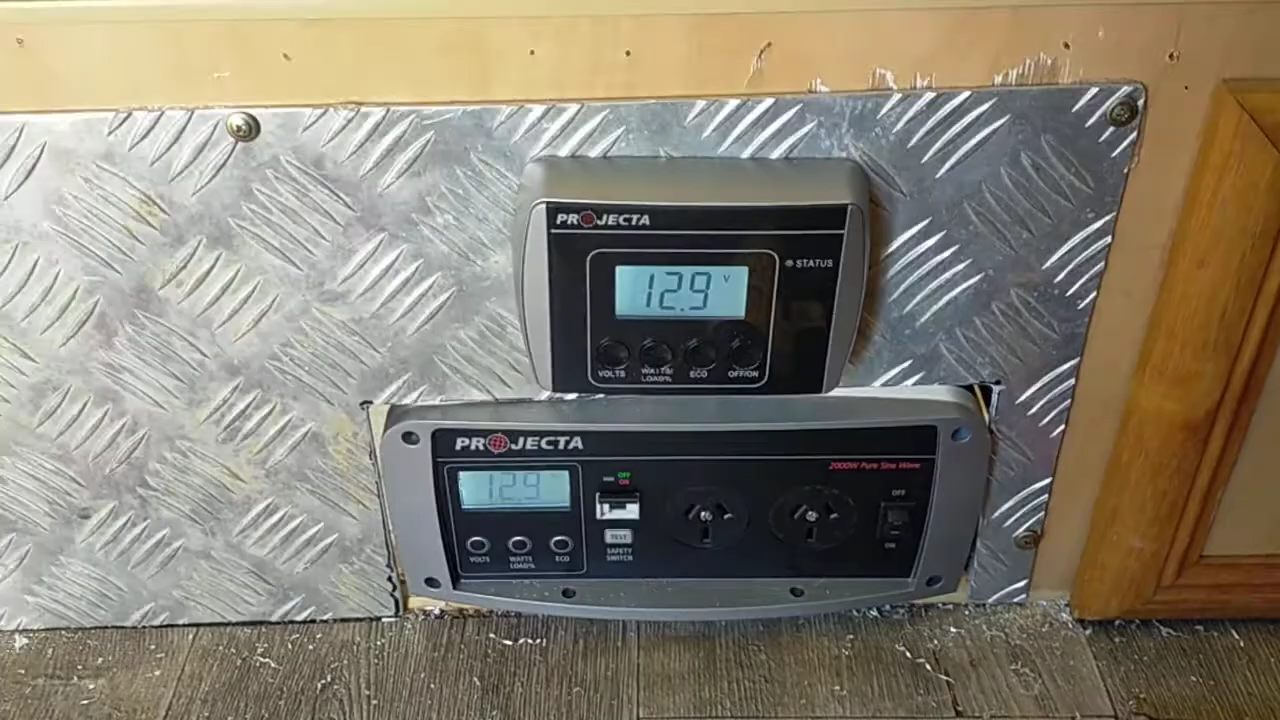 PROJECTA
STATUS
12.9 V
VOLTS
WATTS/
LOAD%
ECO
OFF/ON
PROJECTA
2000W Pure Sine Wave
12.9
OFF
ON
VOLTS
WATTS
LOAD%
ECO
TEST
SAFETY
SWITCH
OFF
ON